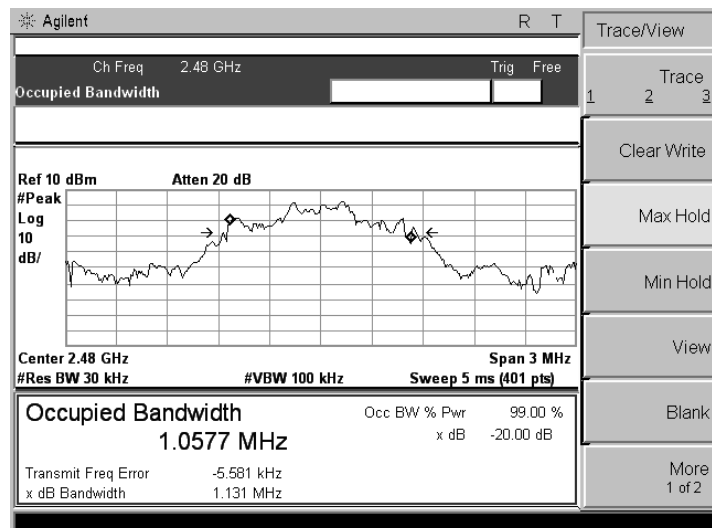 Agilent R T
Trace/View
Ch Freq 2.48 GHz Trig Free
Occupied Bandwidth
Trace
1 2 3
Clear Write
Max Hold
Min Hold
View
Blank
More
1 of 2
Ref 10 dBm Atten 20 dB
#Peak
Log
10
dB/
Center 2.48 GHz Span 3 MHz
#Res BW 30 kHz #VBW 100 kHz Sweep 5 ms (401 pts)
Occupied Bandwidth Occ BW % Pwr 99.00 %
1.0577 MHz x dB -20.00 dB
Transmit Freq Error -5.581 kHz
x dB Bandwidth 1.131 MHz